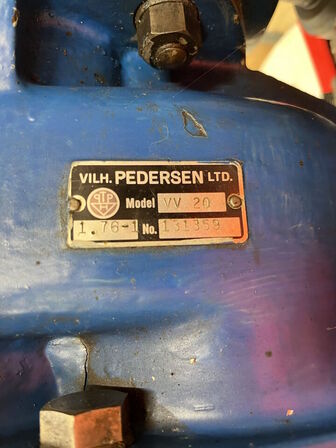 VILH. PEDERSEN LTD.
Model VV 20
1.76-1 No. 131359